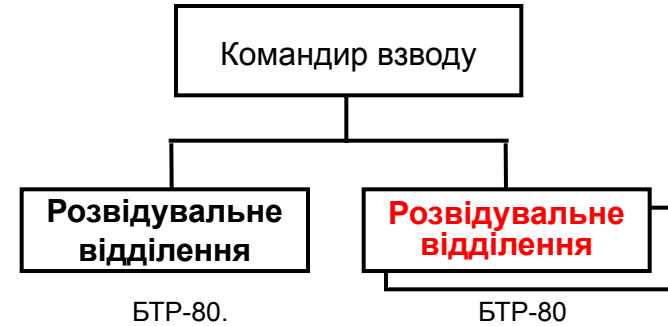 Командир взводу
Розвідувальне
відділення
Розвідувальне
відділення
БТР-80.
БТР-80